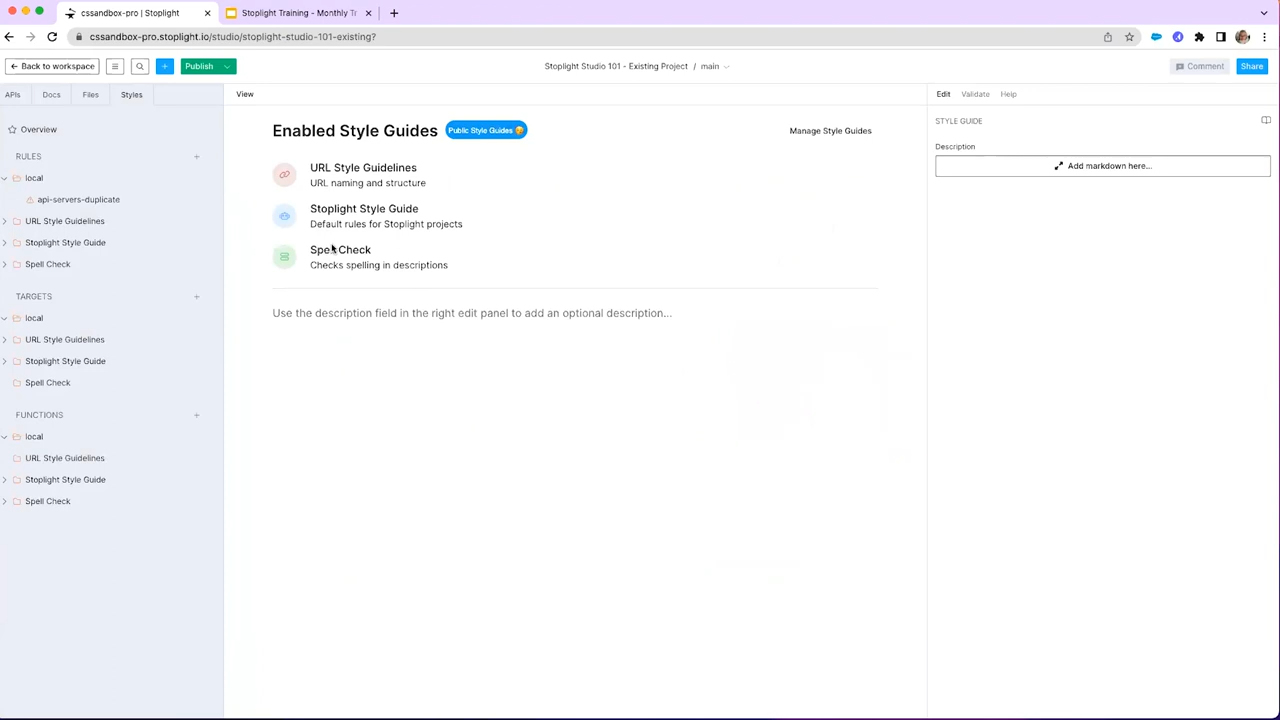 cssandbox-pro | Stoplight
Stoplight Training - Monthly Tr
cssandbox-pro.stoplight.io/studio/stoplight-studio-101-existing?
Back to workspace
Publish
Stoplight Studio 101 - Existing Project / main
Comment
Share
APIs
Docs
Files
Styles
View
Edit
Validate
Help
Overview
RULES
local
api-servers-duplicate
URL Style Guidelines
Stoplight Style Guide
Spell Check
TARGETS
local
URL Style Guidelines
Stoplight Style Guide
Spell Check
FUNCTIONS
local
URL Style Guidelines
Stoplight Style Guide
Spell Check
Enabled Style Guides
Public Style Guides
Manage Style Guides
URL Style Guidelines
URL naming and structure
Stoplight Style Guide
Default rules for Stoplight projects
Spell Check
Checks spelling in descriptions
Use the description field in the right edit panel to add an optional description...
STYLE GUIDE
Description
Add markdown here...